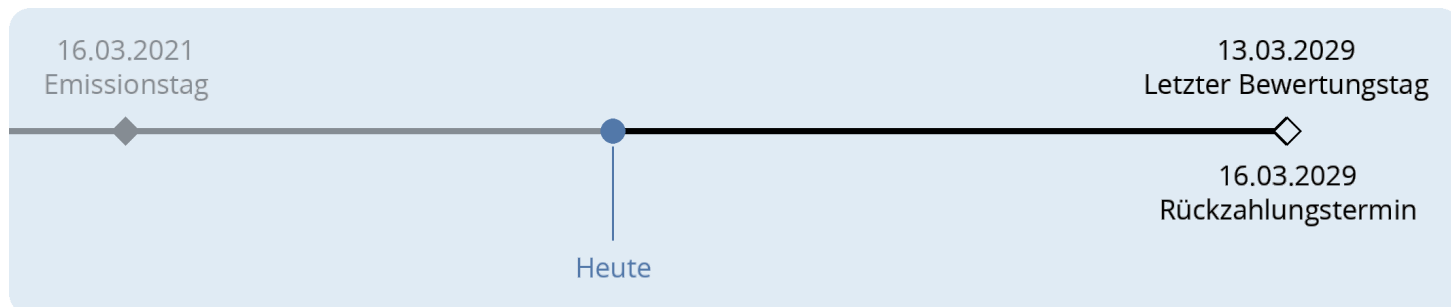 16.03.2021
Emissionstag
13.03.2029
Letzter Bewertungstag
16.03.2029
Rückzahlungstermin
Heute